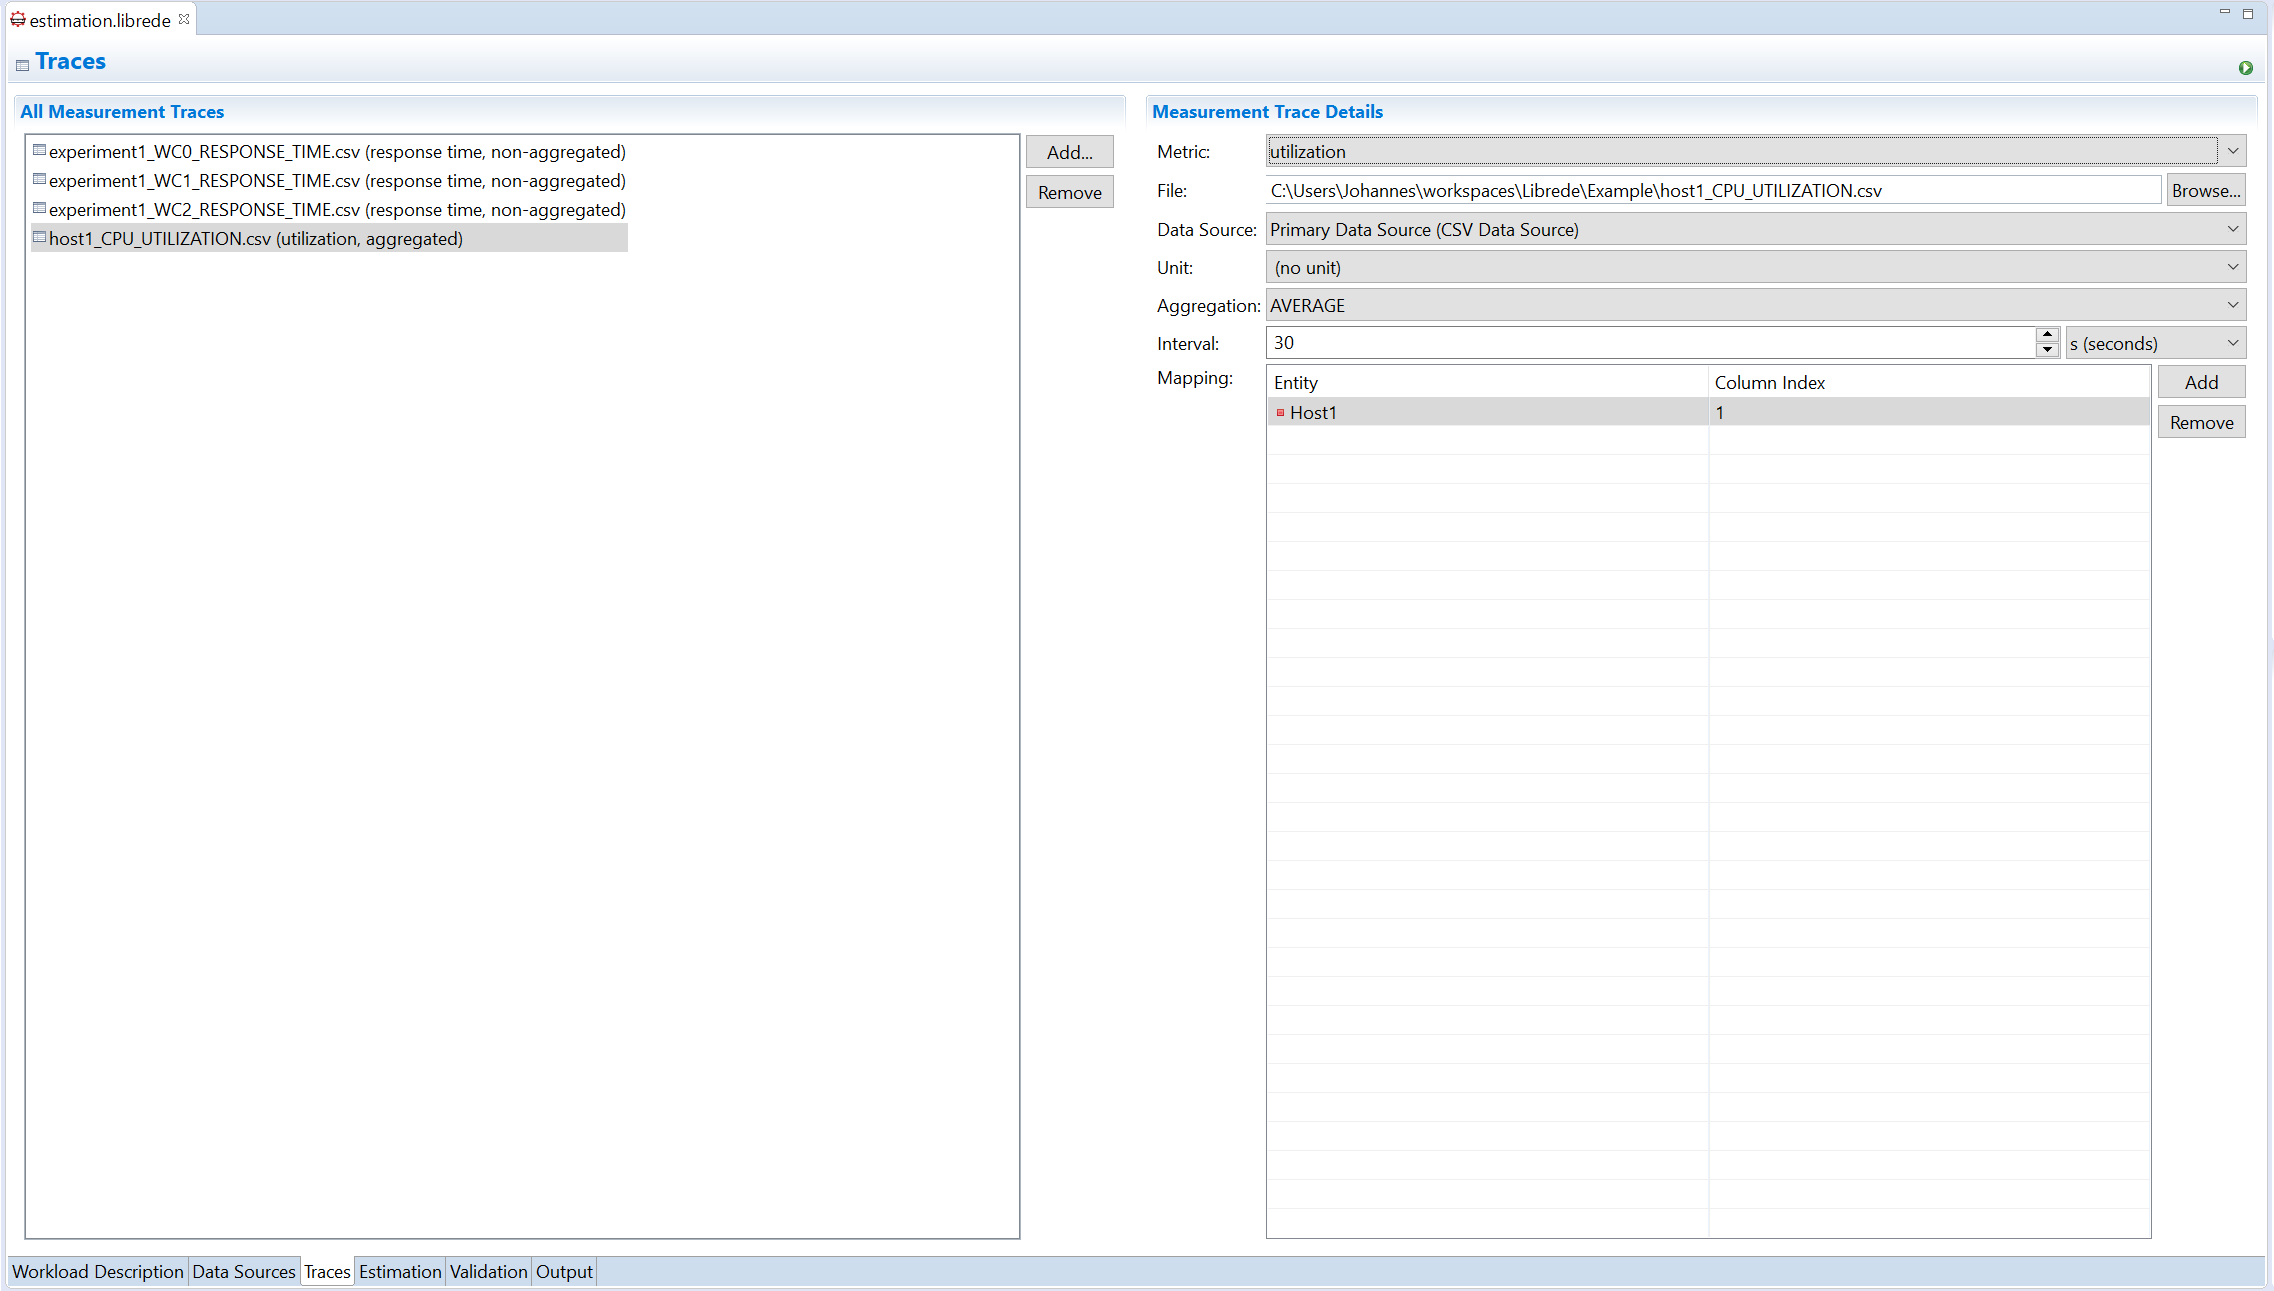 estimation.librede
Traces
All Measurement Traces
experiment1_WC0_RESPONSE_TIME.csv (response time, non-aggregated)
experiment1_WC1_RESPONSE_TIME.csv (response time, non-aggregated)
experiment1_WC2_RESPONSE_TIME.csv (response time, non-aggregated)
host1_CPU_UTILIZATION.csv (utilization, aggregated)
Add...
Remove
Measurement Trace Details
Metric: utilization
File: C:\Users\Johannes\workspaces\Librede\Example\host1_CPU_UTILIZATION.csv Browse...
Data Source: Primary Data Source (CSV Data Source)
Unit: (no unit)
Aggregation: AVERAGE
Interval: 30 s (seconds)
Mapping: Entity Column Index Add
Host1 1
Remove
Workload Description Data Sources Traces Estimation Validation Output